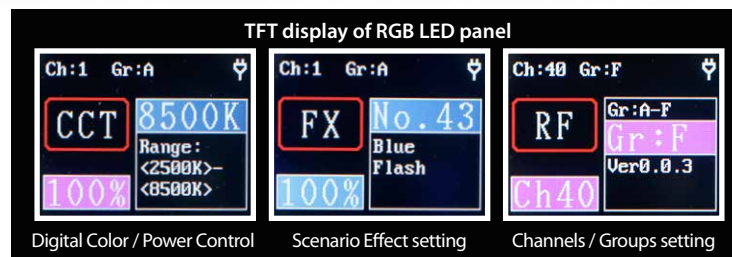 TFT display of RGB LED panel
Ch:1 Gr:A
CCT
8500K
Range:
<2500K>-
<8500K>
100%
Digital Color / Power Control
Ch:1 Gr:A
FX
No.43
Blue
Flash
100%
Scenario Effect setting
Ch:40 Gr:F
RF
Gr:A-F
Gr:F
Ver0.0.3
Ch40
Channels / Groups setting